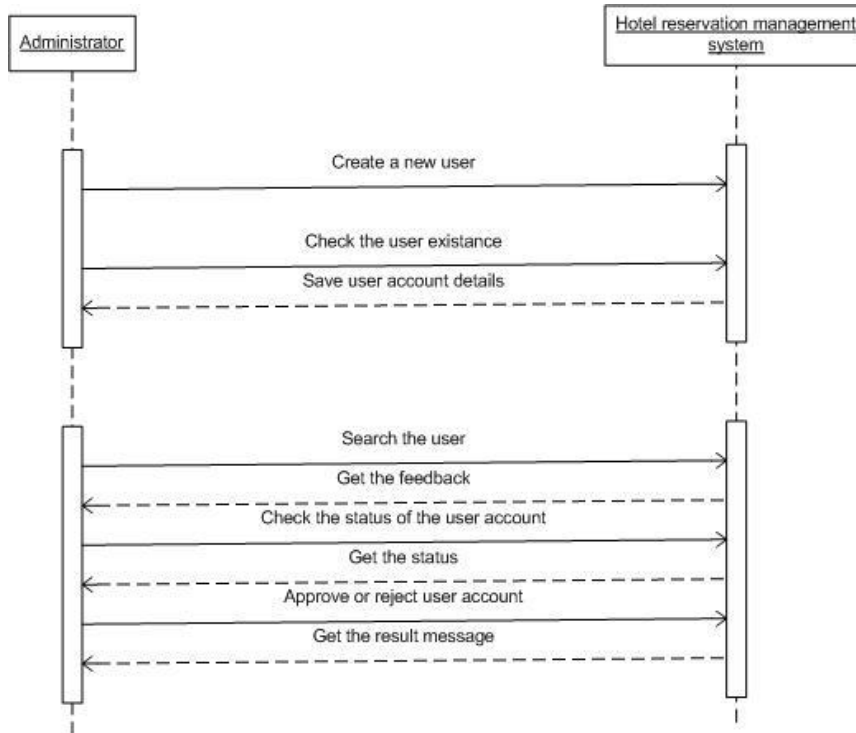 Administrator
Hotel reservation management
system
Create a new user
Check the user existance
Save user account details
Search the user
Get the feedback
Check the status of the user account
Get the status
Approve or reject user account
Get the result message